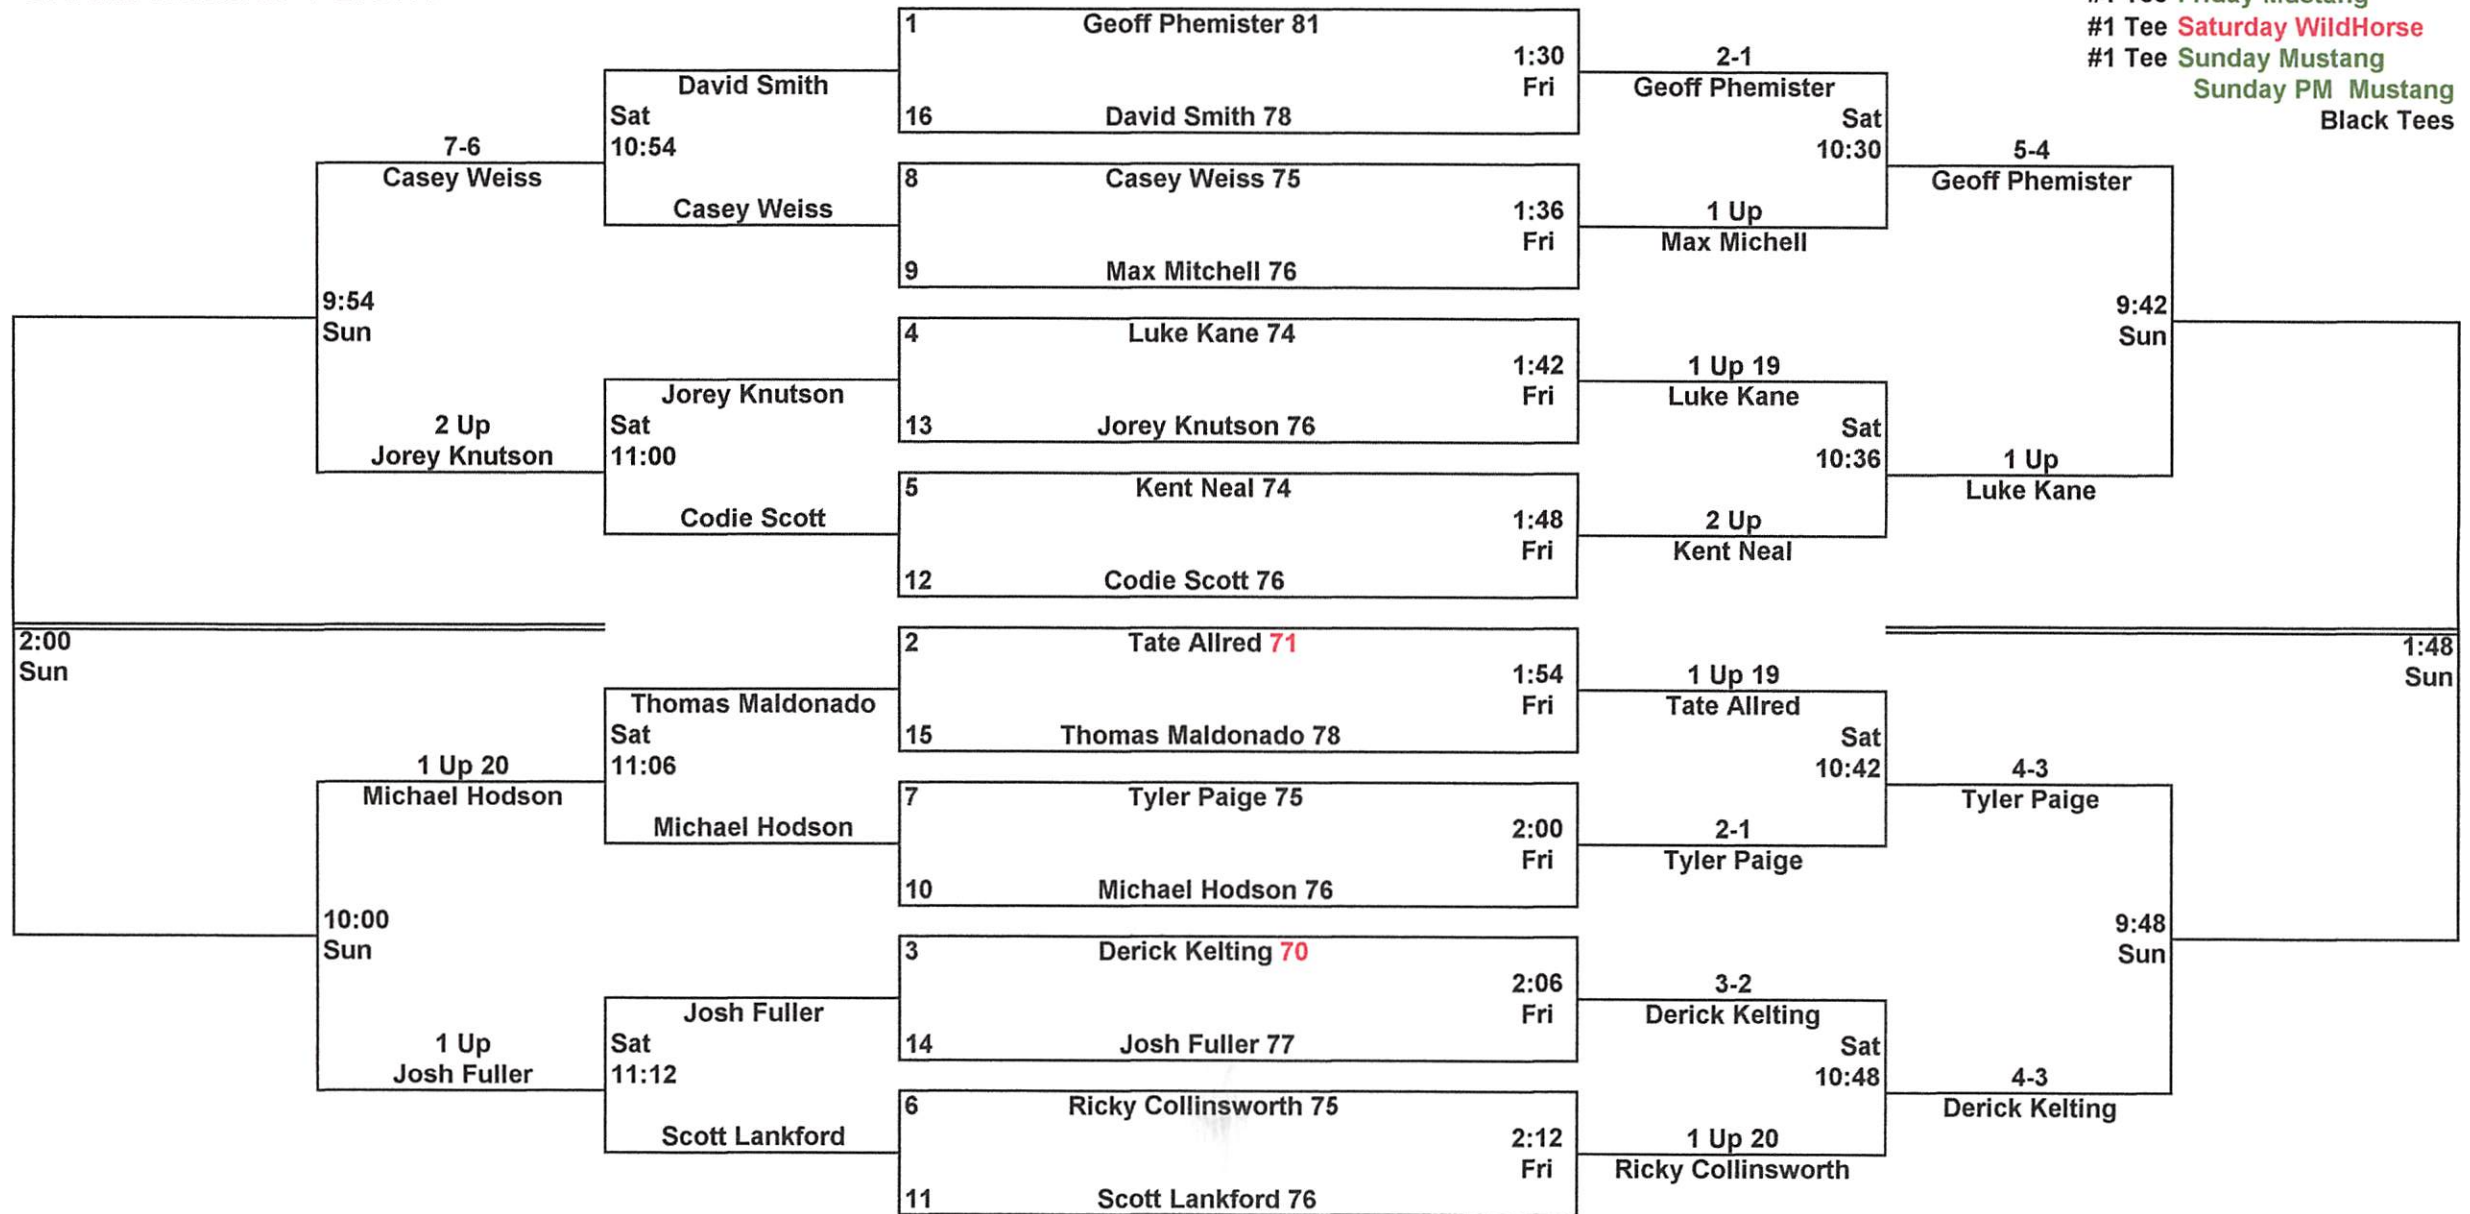 #1 Tee Friday Mustang
#1 Tee Saturday WildHorse
#1 Tee Sunday Mustang
Sunday PM Mustang
Black Tees
7-6
Casey Weiss
9:54
Sun
2 Up
Jorey Knutson
2:00
Sun
1 Up 20
Michael Hodson
10:00
Sun
1 Up
Josh Fuller
David Smith
Sat
10:54
Casey Weiss
Jorey Knutson
Sat
11:00
Codie Scott
Thomas Maldonado
Sat
11:06
Michael Hodson
Josh Fuller
Sat
11:12
Scott Lankford
1 Geoff Phemister 81
1:30
Fri
16 David Smith 78
8 Casey Weiss 75
1:36
Fri
9 Max Mitchell 76
4 Luke Kane 74
1:42
Fri
13 Jorey Knutson 76
5 Kent Neal 74
1:48
Fri
12 Codie Scott 76
2 Tate Allred 71
1:54
Fri
15 Thomas Maldonado 78
7 Tyler Paige 75
2:00
Fri
10 Michael Hodson 76
3 Derick Kelting 70
2:06
Fri
14 Josh Fuller 77
6 Ricky Collinsworth 75
2:12
Fri
11 Scott Lankford 76
2-1
Geoff Phemister
Sat
10:30
1 Up
Max Michell
1 Up 19
Luke Kane
Sat
10:36
2 Up
Kent Neal
1 Up 19
Tate Allred
Sat
10:42
2-1
Tyler Paige
3-2
Derick Kelting
Sat
10:48
1 Up 20
Ricky Collinsworth
5-4
Geoff Phemister
9:42
Sun
1 Up
Luke Kane
1:48
Sun
4-3
Tyler Paige
9:48
Sun
4-3
Derick Kelting